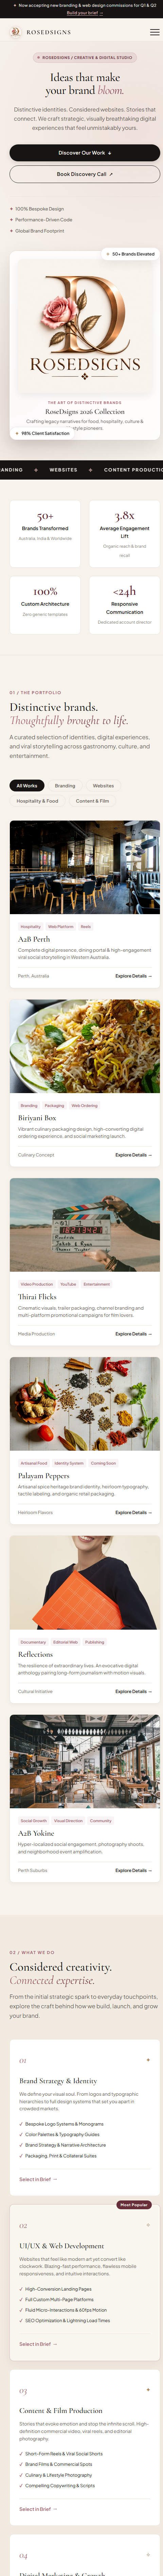 ✦ Now accepting new branding & web design commissions for Q1 & Q2
Build your brief →
ROSEDSIGNS
✦ ROSEDSIGNS / CREATIVE & DIGITAL STUDIO
Ideas that make
your brand bloom.
Distinctive identities. Considered websites. Stories that
connect. We craft strategic, visually breathtaking digital
experiences that feel unmistakably yours.
Discover Our Work ↓
Book Discovery Call ↗
✦ 100% Bespoke Design
✦ Performance-Driven Code
✦ Global Brand Footprint
✦ 50+ Brands Elevated
ROSEDSIGNS
THE ART OF DISTINCTIVE BRANDS
RoseDsigns 2026 Collection
Crafting legacy narratives for food, hospitality, culture &
style pioneers.
✦ 98% Client Satisfaction
ANDING ✦ WEBSITES ✦ CONTENT PRODUCTIO
50+
Brands Transformed
Australia, India & Worldwide
3.8x
Average Engagement
Lift
Organic reach & brand
recall
100%
Custom Architecture
Zero generic templates
<24h
Responsive
Communication
Dedicated account director
01 / THE PORTFOLIO
Distinctive brands.
Thoughtfully brought to life.
A curated selection of identities, digital experiences,
and viral storytelling across gastronomy, culture, and
entertainment.
All Works
Branding
Websites
Hospitality & Food
Content & Film
Hospitality
Web Platform
Reels
A2B Perth
Complete digital presence, dining portal & high-engagement
viral social storytelling in Western Australia.
Perth, Australia
Explore Details →
Branding
Packaging
Web Ordering
Biriyani Box
Vibrant culinary packaging design, high-converting digital
ordering experience, and social marketing launch.
Culinary Concept
Explore Details →
Video Production
YouTube
Entertainment
Thirai Flicks
Cinematic visuals, trailer packaging, channel branding and
multi-platform promotional campaigns for film lovers.
Media Production
Explore Details →
Artisanal Food
Identity System
Coming Soon
Palayam Peppers
Artisanal spice heritage brand identity, heirloom typography,
tactile labeling, and organic retail packaging.
Heirloom Flavors
Explore Details →
Documentary
Editorial Web
Publishing
Reflections
The resilience of extraordinary lives. An evocative digital
anthology pairing long-form journalism with motion visuals.
Cultural Initiative
Explore Details →
Social Growth
Visual Direction
Community
A2B Yokine
Hyper-localised social engagement, photography shoots,
and neighborhood event amplification.
Perth Suburbs
Explore Details →
02 / WHAT WE DO
Considered creativity.
Connected expertise.
From the initial strategic spark to everyday touchpoints,
explore the craft behind how we build, launch, and grow
your brand.
01
Brand Strategy & Identity
We define your visual soul. From logos and typographic
hierarchies to full design systems that set you apart in
crowded markets.
✓ Bespoke Logo Systems & Monograms
✓ Color Palettes & Typography Guides
✓ Brand Strategy & Narrative Architecture
✓ Packaging, Print & Collateral Suites
Select in Brief →
Most Popular
02
UI/UX & Web Development
Websites that feel like modern art yet convert like
clockwork. Blazing-fast performance, flawless mobile
responsiveness, and intuitive interactions.
✓ High-Conversion Landing Pages
✓ Full Custom Multi-Page Platforms
✓ Fluid Micro-Interactions & 60fps Motion
✓ SEO Optimization & Lightning Load Times
Select in Brief →
03
Content & Film Production
Stories that evoke emotion and stop the infinite scroll. High-
definition commercial video, viral reels, and editorial
photography.
✓ Short-Form Reels & Viral Social Shorts
✓ Brand Films & Commercial Spots
✓ Culinary & Lifestyle Photography
✓ Compelling Copywriting & Scripts
Select in Brief →
04
Digital Marketing & Growth